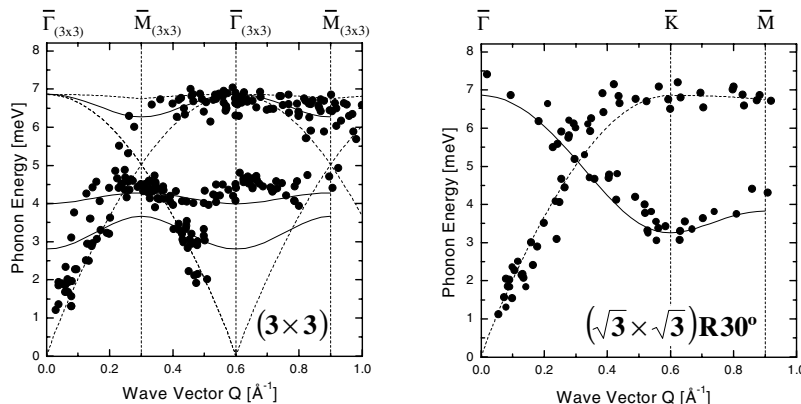 Γ̄(3x3) M̄(3x3) Γ̄(3x3) M̄(3x3)
8
7
6
5
4
3
2
1
0
Phonon Energy [meV]
(3 × 3)
0.0 0.2 0.4 0.6 0.8 1.0
Wave Vector Q [Å⁻¹]
Γ̄ K̄ M̄
8
7
6
5
4
3
2
1
0
Phonon Energy [meV]
(√3 × √3)R30º
0.0 0.2 0.4 0.6 0.8 1.0
Wave Vector Q [Å⁻¹]